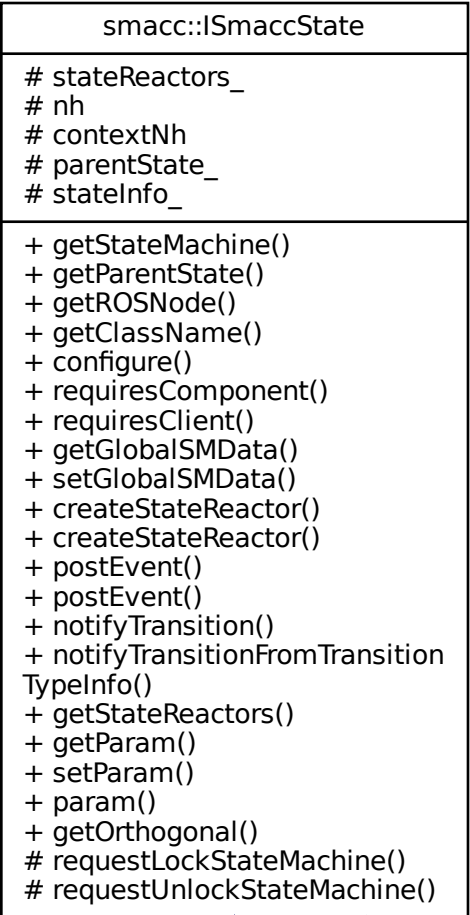 smacc::ISmaccState
# stateReactors_
# nh
# contextNh
# parentState_
# stateInfo_
+ getStateMachine()
+ getParentState()
+ getROSNode()
+ getClassName()
+ configure()
+ requiresComponent()
+ requiresClient()
+ getGlobalSMData()
+ setGlobalSMData()
+ createStateReactor()
+ createStateReactor()
+ postEvent()
+ postEvent()
+ notifyTransition()
+ notifyTransitionFromTransition
TypeInfo()
+ getStateReactors()
+ getParam()
+ setParam()
+ param()
+ getOrthogonal()
# requestLockStateMachine()
# requestUnlockStateMachine()